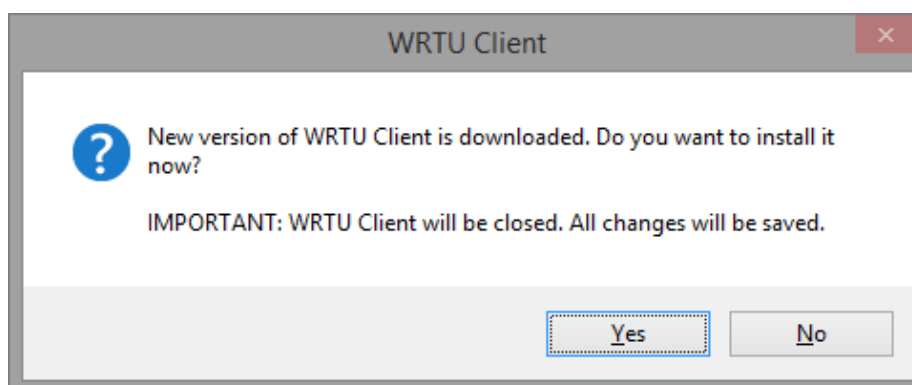 WRTU Client
New version of WRTU Client is downloaded. Do you want to install it
now?
IMPORTANT: WRTU Client will be closed. All changes will be saved.
Yes
No